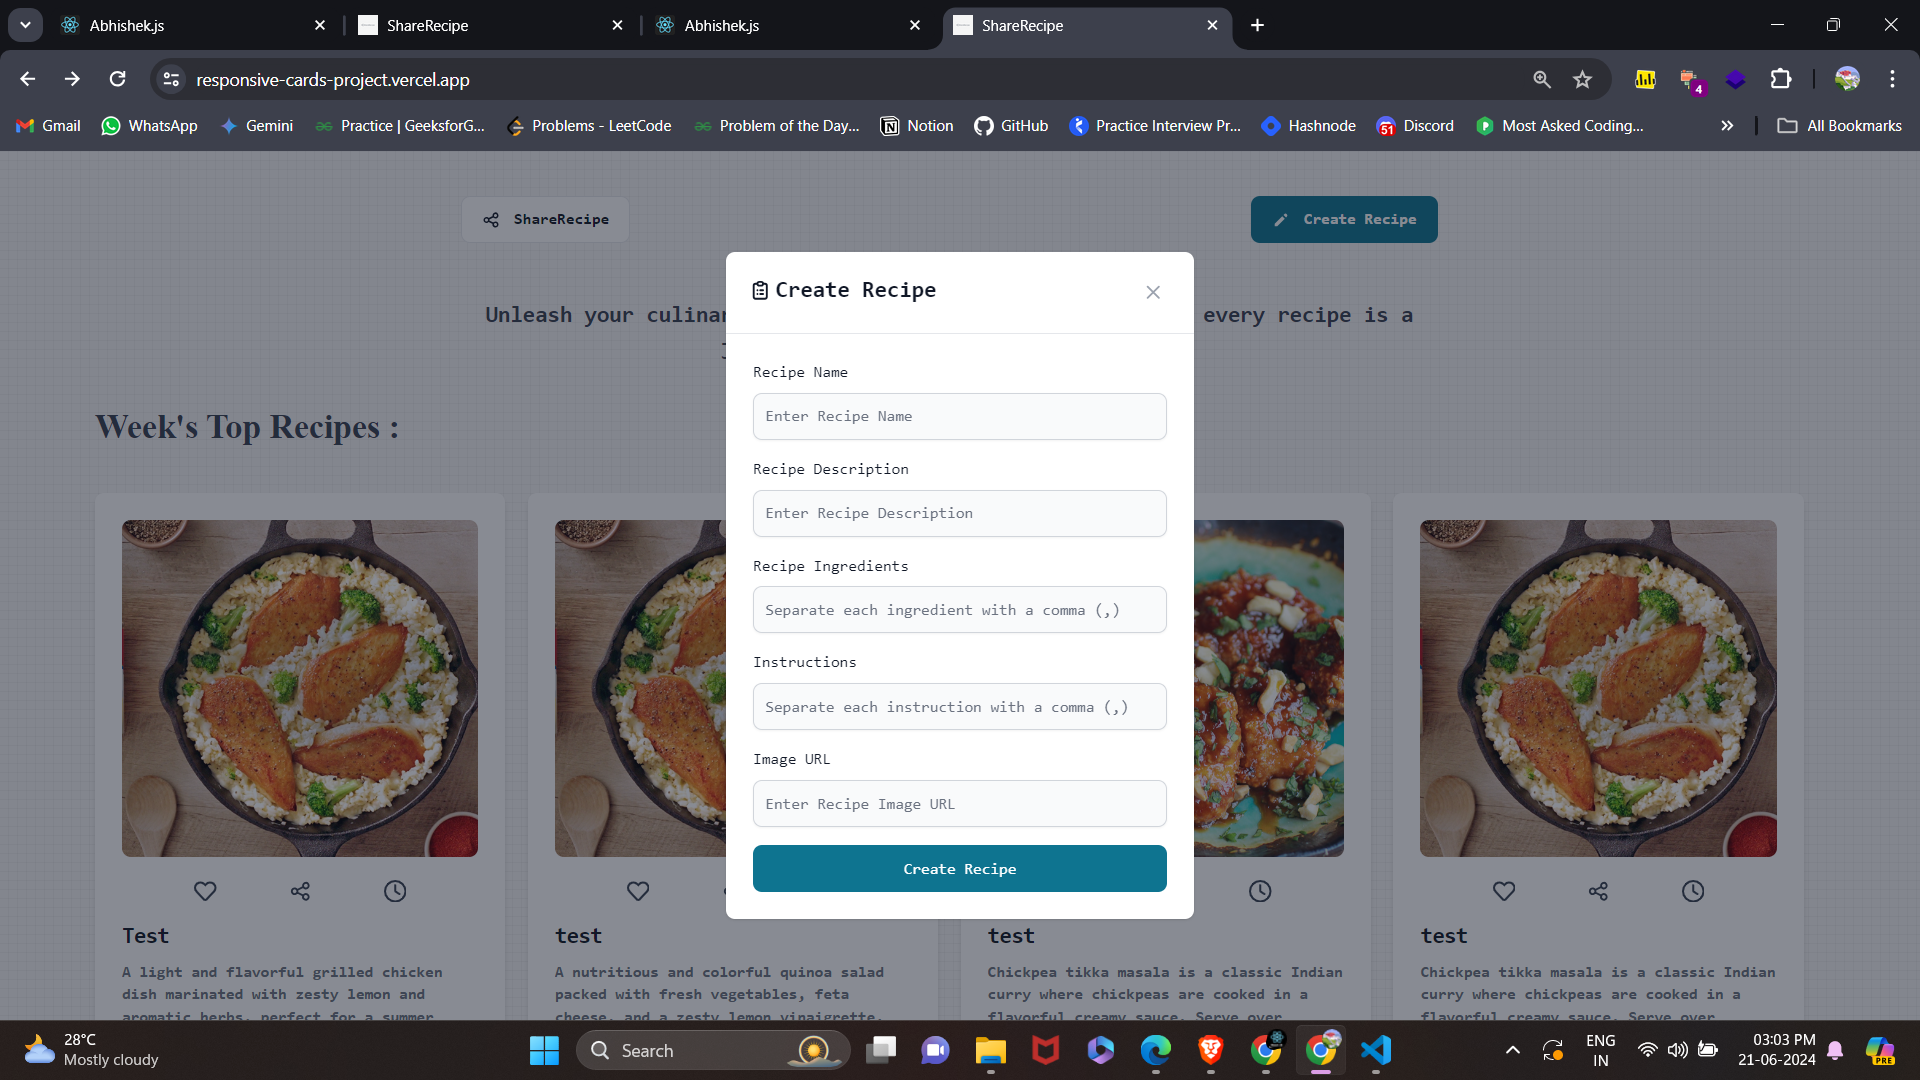 Abhishek.js
ShareRecipe
Abhishek.js
ShareRecipe
responsive-cards-project.vercel.app
4
Gmail
WhatsApp
Gemini
Practice | GeeksforG...
Problems - LeetCode
Problem of the Day...
Notion
GitHub
Practice Interview Pr...
Hashnode
51
Discord
Most Asked Coding...
All Bookmarks
ShareRecipe
Create Recipe
Unleash your culinar
every recipe is a
Create Recipe
Week's Top Recipes :
Recipe Name
Enter Recipe Name
Recipe Description
Enter Recipe Description
Recipe Ingredients
Separate each ingredient with a comma (,)
Instructions
Separate each instruction with a comma (,)
Image URL
Enter Recipe Image URL
Create Recipe
Test
A light and flavorful grilled chicken
dish marinated with zesty lemon and
aromatic herbs, perfect for a summer
test
A nutritious and colorful quinoa salad
packed with fresh vegetables, feta
cheese, and a zesty lemon vinaigrette.
test
Chickpea tikka masala is a classic Indian
curry where chickpeas are cooked in a
flavorful creamy sauce. Serve over
test
Chickpea tikka masala is a classic Indian
curry where chickpeas are cooked in a
flavorful creamy sauce. Serve over
28°C
Mostly cloudy
Search
ENG
IN
03:03 PM
21-06-2024
PRE